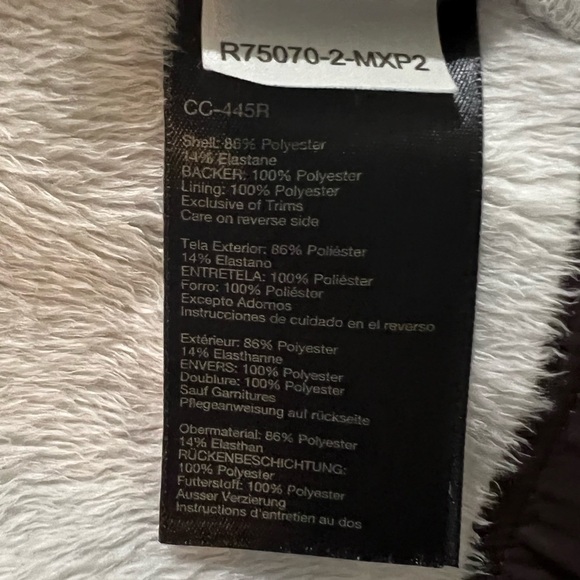 R75070-2-MXP2
CC-445R
Shell: 86% Polyester
14% Elastane
BACKER: 100% Polyester
Lining: 100% Polyester
Exclusive of Trims
Care on reverse side
Tela Exterior: 86% Poliéster
14% Elastano
ENTRETELA: 100% Poliéster
Forro: 100% Poliéster
Excepto Adornos
Instrucciones de cuidado en el reverso
Extérieur: 86% Polyester
14% Elasthanne
ENVERS: 100% Polyester
Doublure: 100% Polyester
Sauf Garnitures
Pflegeanweisung auf rückseite
Obermaterial: 86% Polyester
14% Elasthan
RÜCKENBESCHICHTUNG:
100% Polyester
Futterstoff: 100% Polyester
Ausser Verzierung
Instructions d'entretien au dos